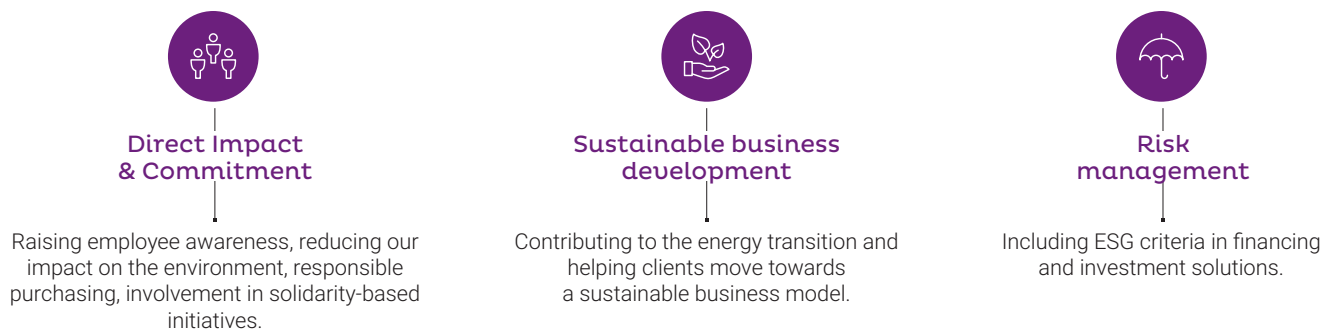 Direct Impact
& Commitment
Raising employee awareness, reducing our
impact on the environment, responsible
purchasing, involvement in solidarity-based
initiatives.
Sustainable business
development
Contributing to the energy transition and
helping clients move towards
a sustainable business model.
Risk
management
Including ESG criteria in financing
and investment solutions.